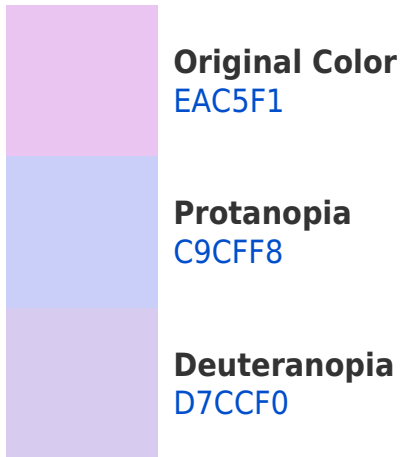 Original Color
EAC5F1
Protanopia
C9CFF8
Deuteranopia
D7CCF0